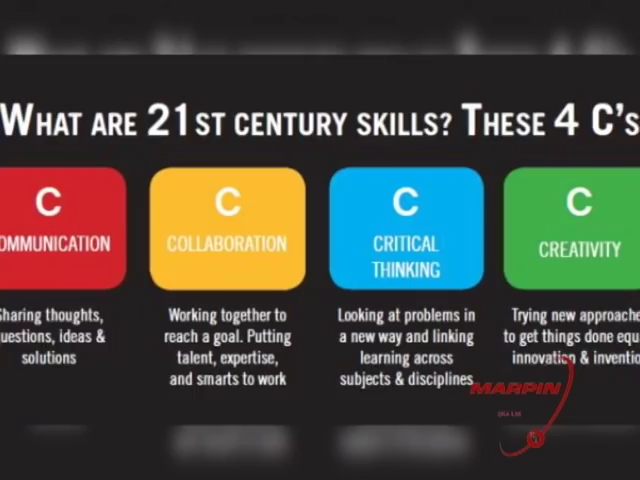 WHAT ARE 21ST CENTURY SKILLS? THESE 4 C'S
C
OMMUNICATION
Sharing thoughts,
uestions, ideas &
solutions
C
COLLABORATION
Working together to
reach a goal. Putting
talent, expertise,
and smarts to work
C
CRITICAL
THINKING
Looking at problems in
a new way and linking
learning across
subjects & disciplines
C
CREATIVITY
Trying new approache
to get things done equ
innovation & inventio
MARPIN